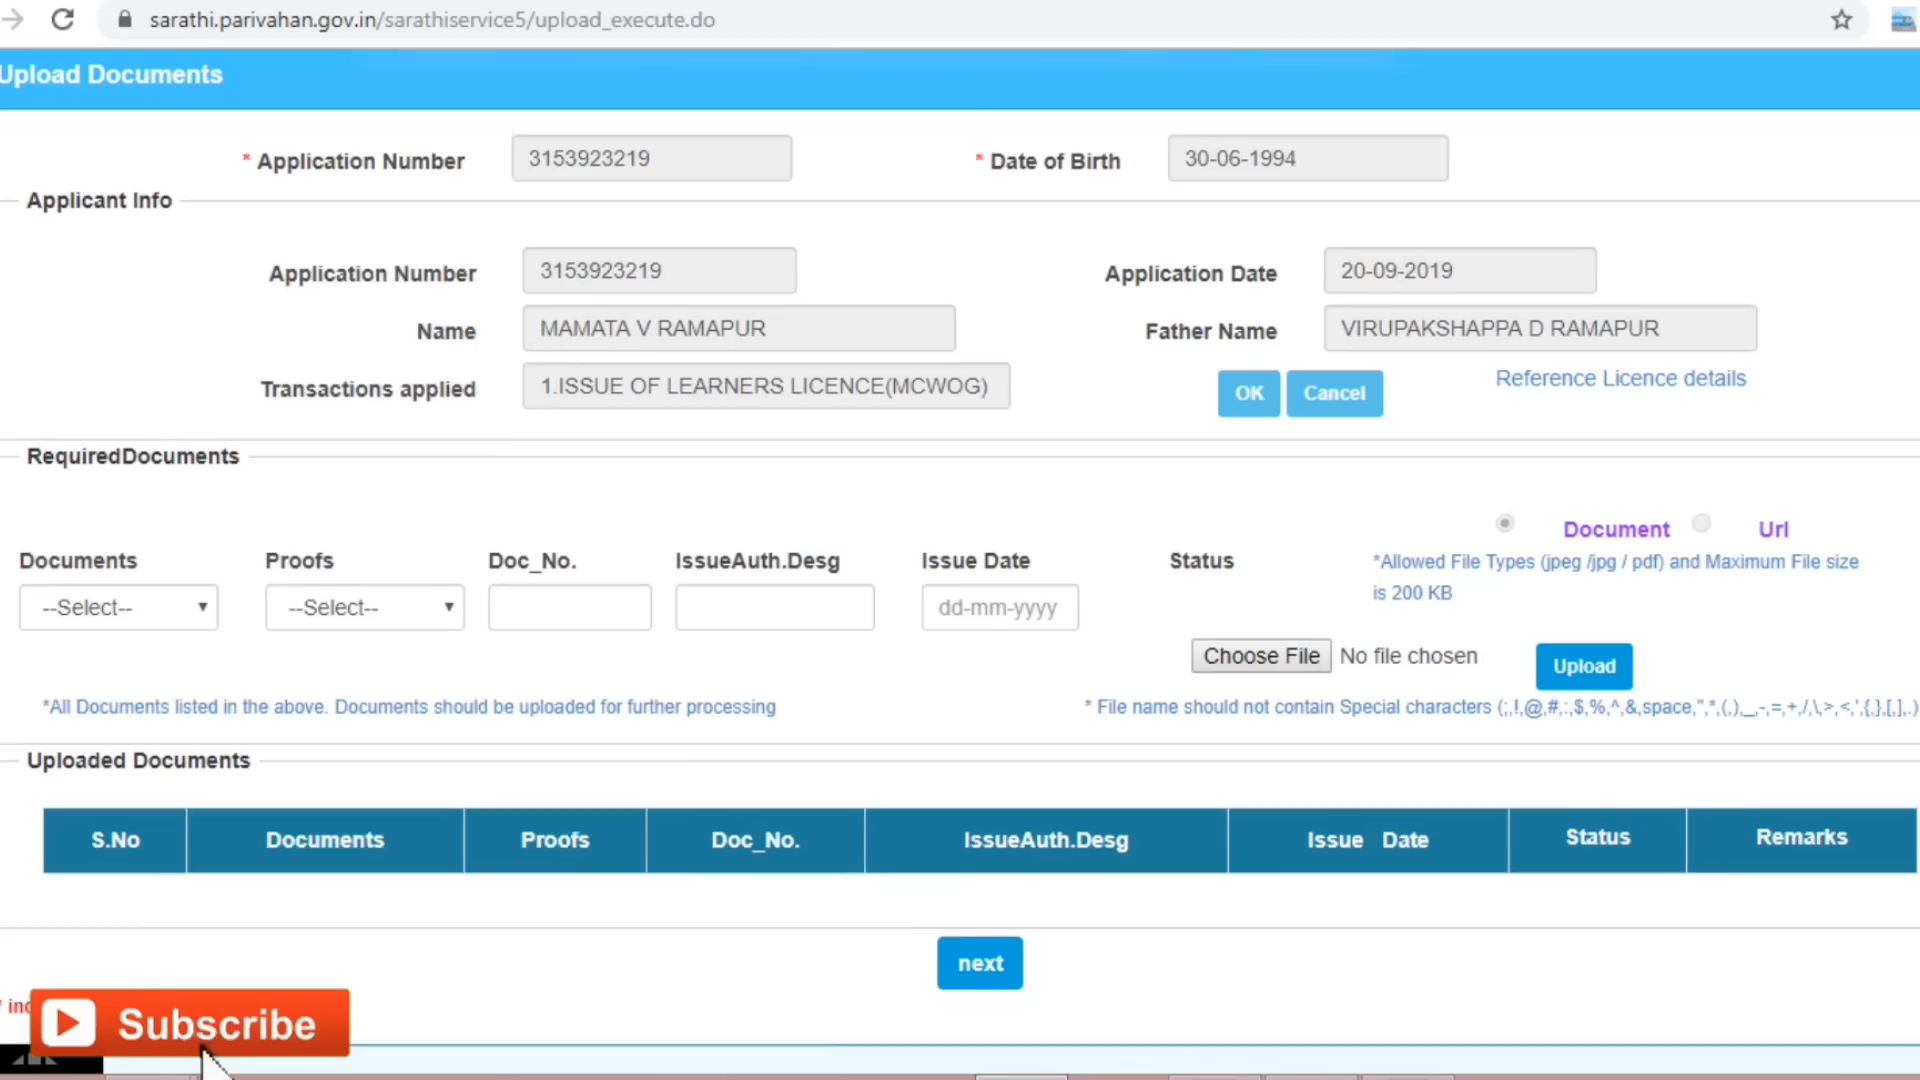 sarathi.parivahan.gov.in/sarathiservice5/upload_execute.do
Upload Documents
* Application Number 3153923219 * Date of Birth 30-06-1994
Applicant Info
Application Number 3153923219 Application Date 20-09-2019
Name MAMATA V RAMAPUR Father Name VIRUPAKSHAPPA D RAMAPUR
Transactions applied 1.ISSUE OF LEARNERS LICENCE(MCWOG) OK Cancel Reference Licence details
RequiredDocuments
Document Url
Documents Proofs Doc_No. IssueAuth.Desg Issue Date Status *Allowed File Types (jpeg /jpg / pdf) and Maximum File size
is 200 KB
--Select-- --Select-- dd-mm-yyyy
Choose File No file chosen Upload
*All Documents listed in the above. Documents should be uploaded for further processing * File name should not contain Special characters (;,!,@,#,:,$,%,^,&,space,",*,(,),_,-,=,+,/,\,>,<,',{,},[,],.)
Uploaded Documents
S.No Documents Proofs Doc_No. IssueAuth.Desg Issue Date Status Remarks
next
Subscribe